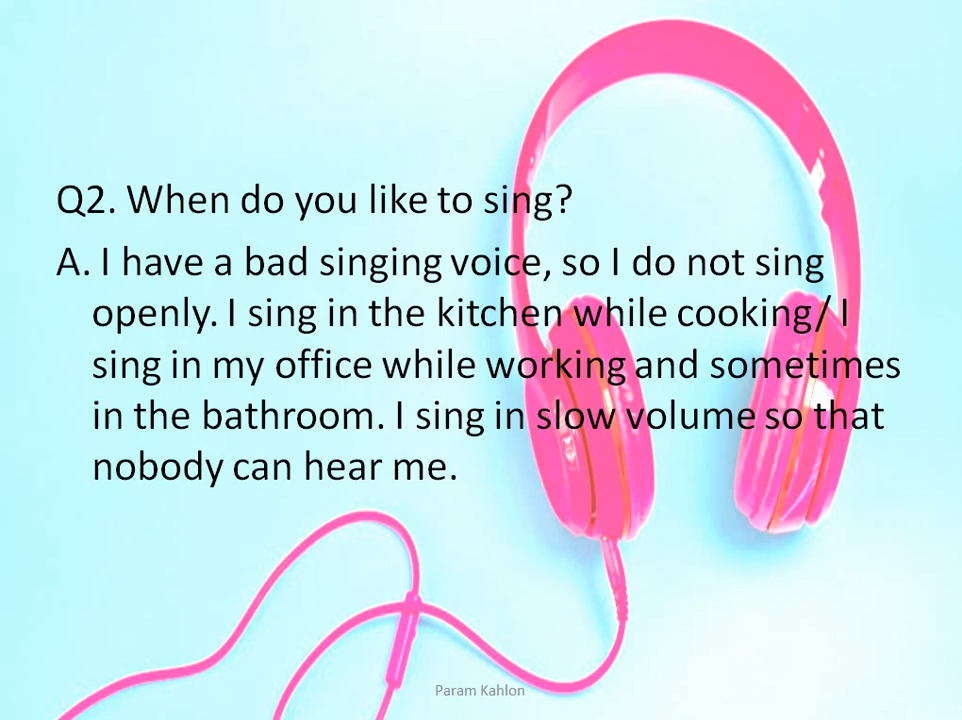 Q2. When do you like to sing?
A. I have a bad singing voice, so I do not sing
openly. I sing in the kitchen while cooking/ I
sing in my office while working and sometimes
in the bathroom. I sing in slow volume so that
nobody can hear me.
Param Kahlon